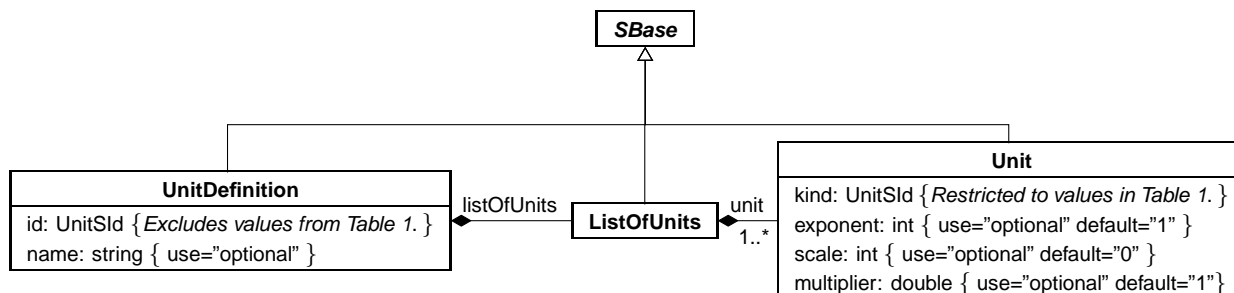 SBase
UnitDefinition
id: UnitSId { Excludes values from Table 1. }
name: string { use="optional" }
listOfUnits
ListOfUnits
unit
1..*
Unit
kind: UnitSId { Restricted to values in Table 1. }
exponent: int { use="optional" default="1" }
scale: int { use="optional" default="0" }
multiplier: double { use="optional" default="1"}